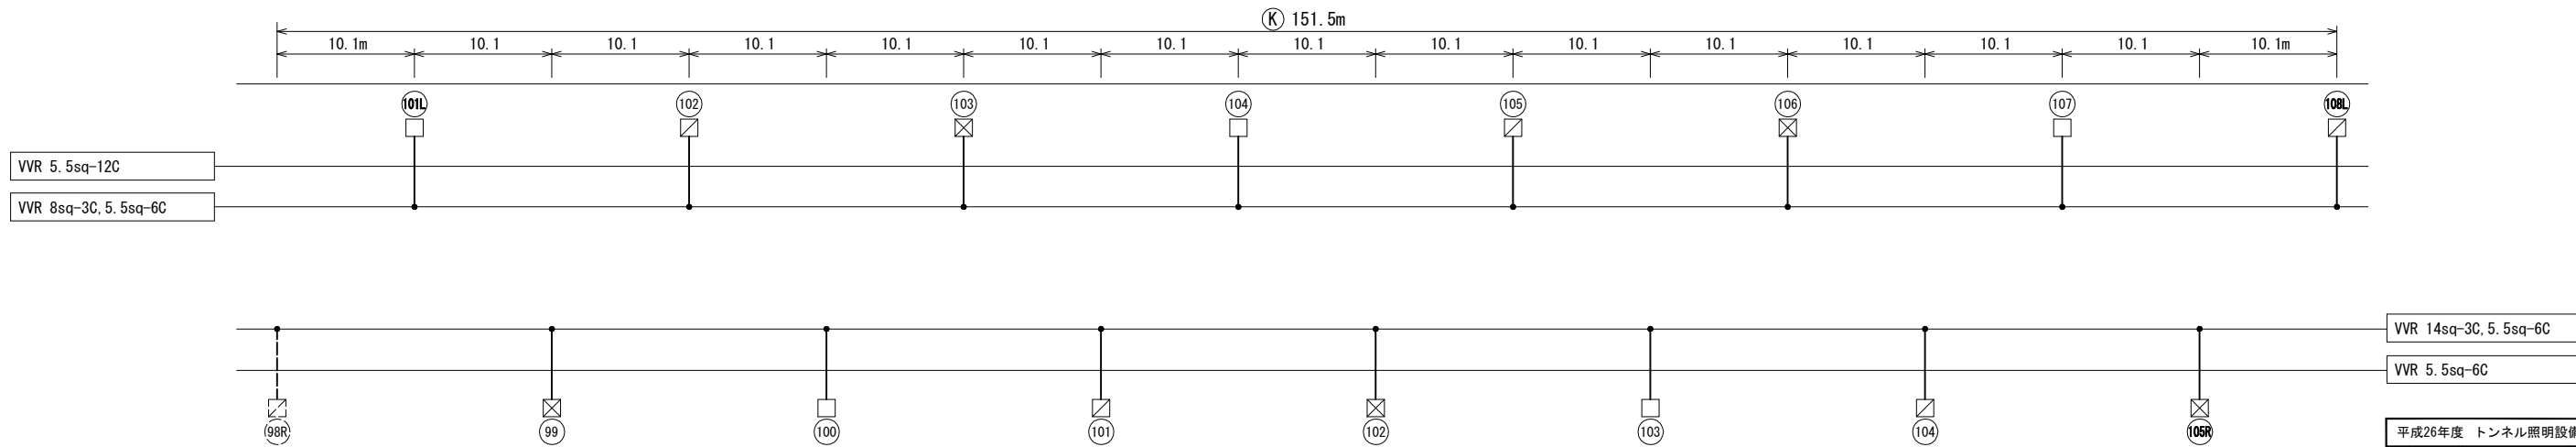 Ⓚ 151.5m
10.1m 10.1 10.1 10.1 10.1 10.1 10.1 10.1 10.1 10.1 10.1 10.1 10.1 10.1 10.1m
101L 102 103 104 105 106 107 108L
VVR 5.5sq-12C
VVR 8sq-3C,5.5sq-6C
VVR 14sq-3C,5.5sq-6C
VVR 5.5sq-6C
98R 99 100 101 102 103 104 105R
平成26年度 トンネル照明設備